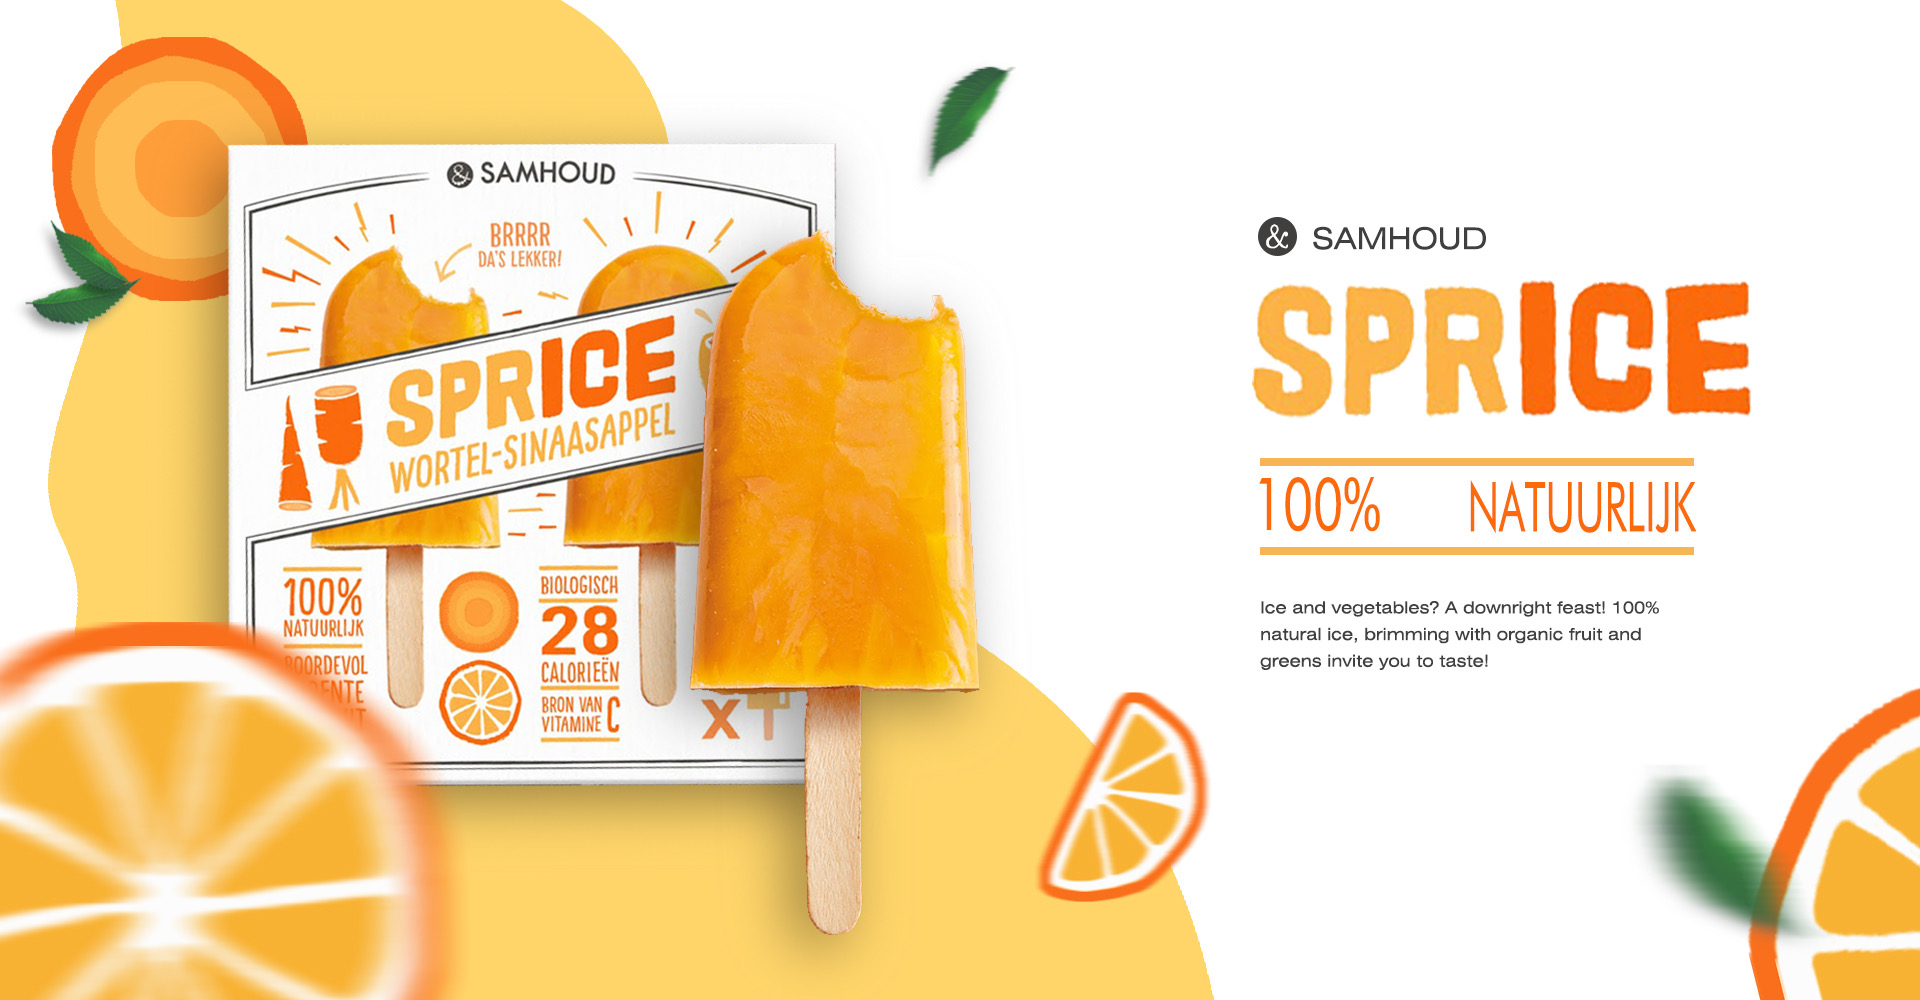 & SAMHOUD
BRRRR
DA'S LEKKER!
SPRICE
WORTEL-SINAASAPPEL
100%
NATUURLIJK
BIOLOGISCH
28
CALORIEËN
BRON VAN
VITAMINE C
X
& SAMHOUD
SPRICE
100% NATUURLIJK
Ice and vegetables? A downright feast! 100%
natural ice, brimming with organic fruit and
greens invite you to taste!